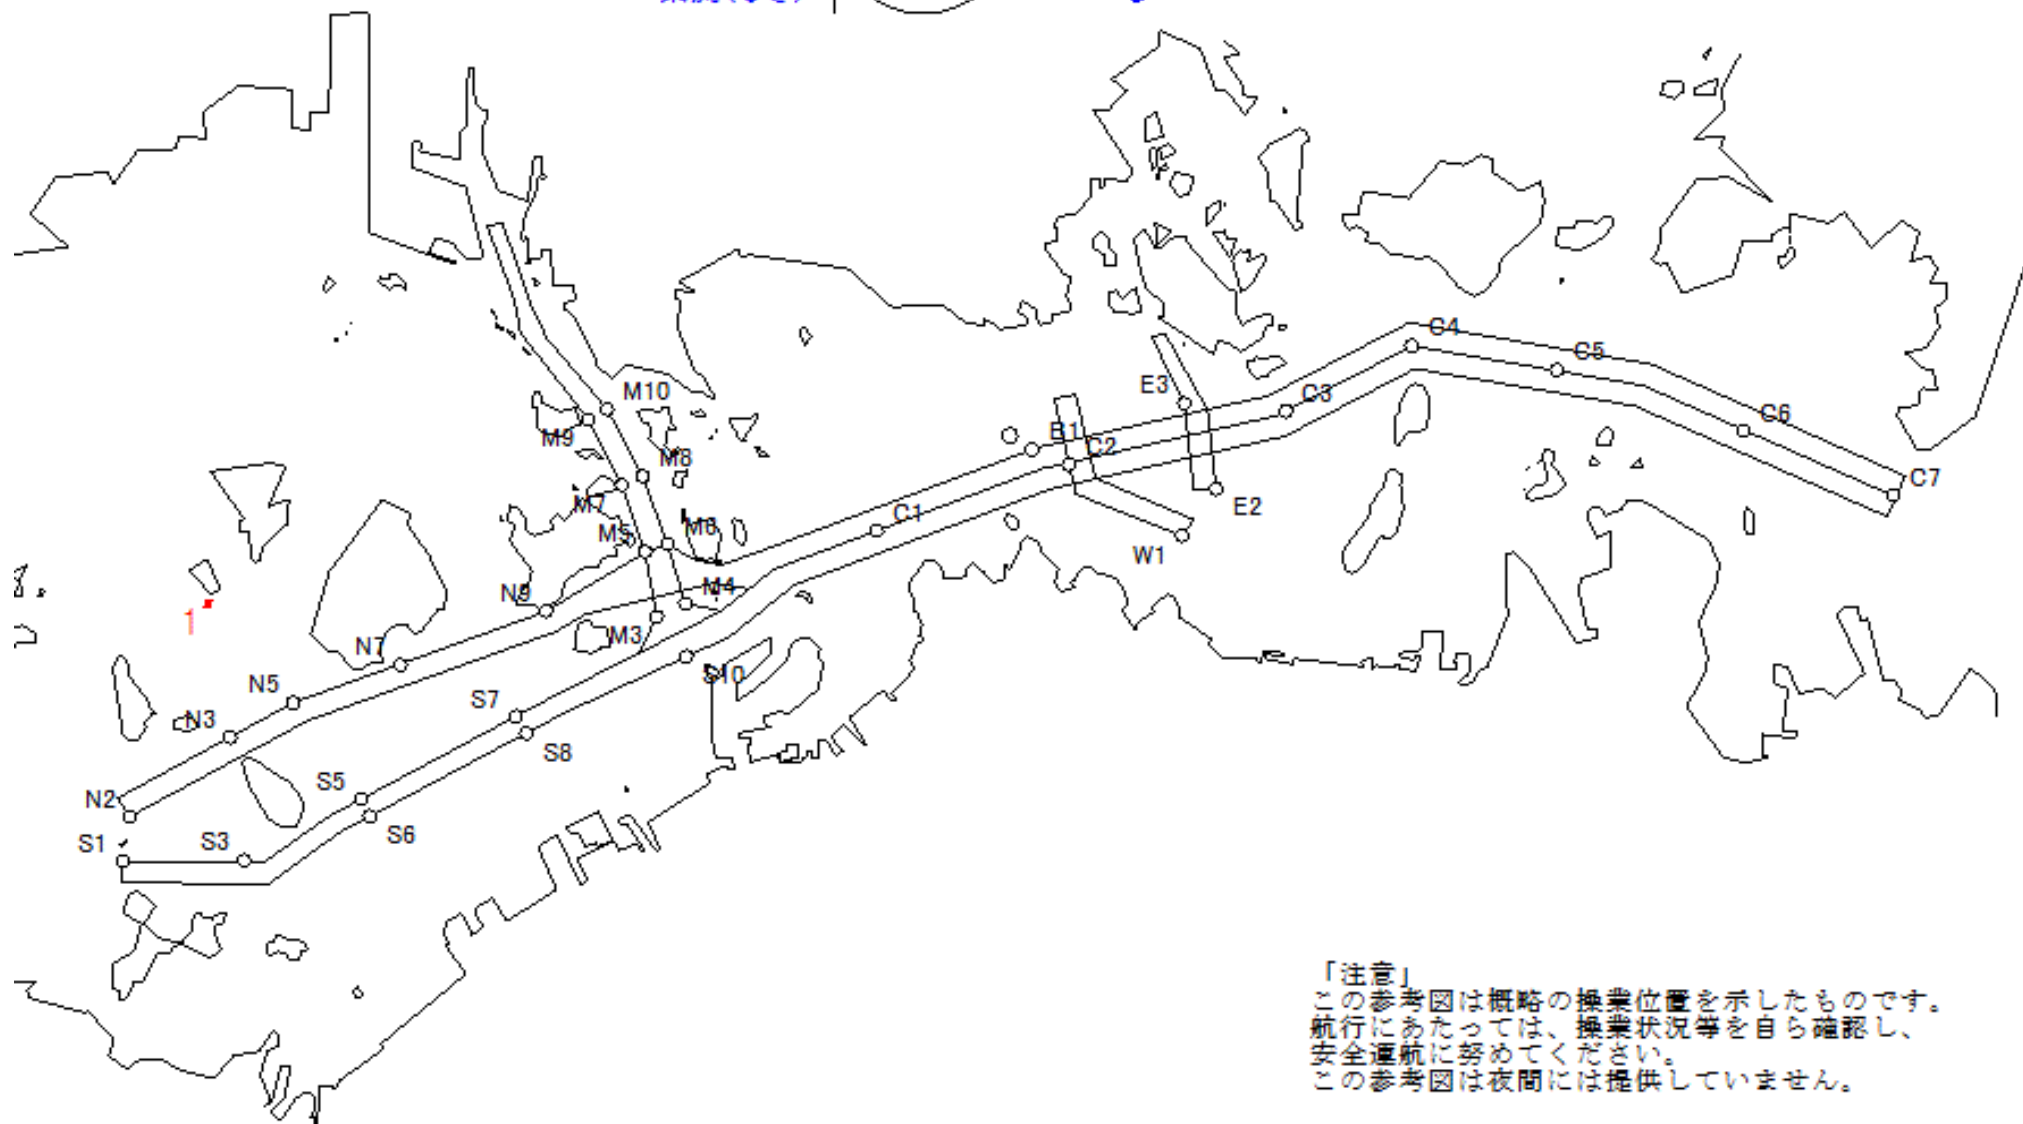 C4
C5
M10
E3
C3
C6
M9
B1
C2
M8
C7
M7
E2
C1
M5
M6
W1
N9
M4
1
M3
N7
S10
N5
S7
N3
S8
S5
N2
S6
S1
S3
「注意」
この参考図は概略の操業位置を示したものです。
航行にあたっては、操業状況等を自ら確認し、
安全運航に努めてください。
この参考図は夜間には提供していません。